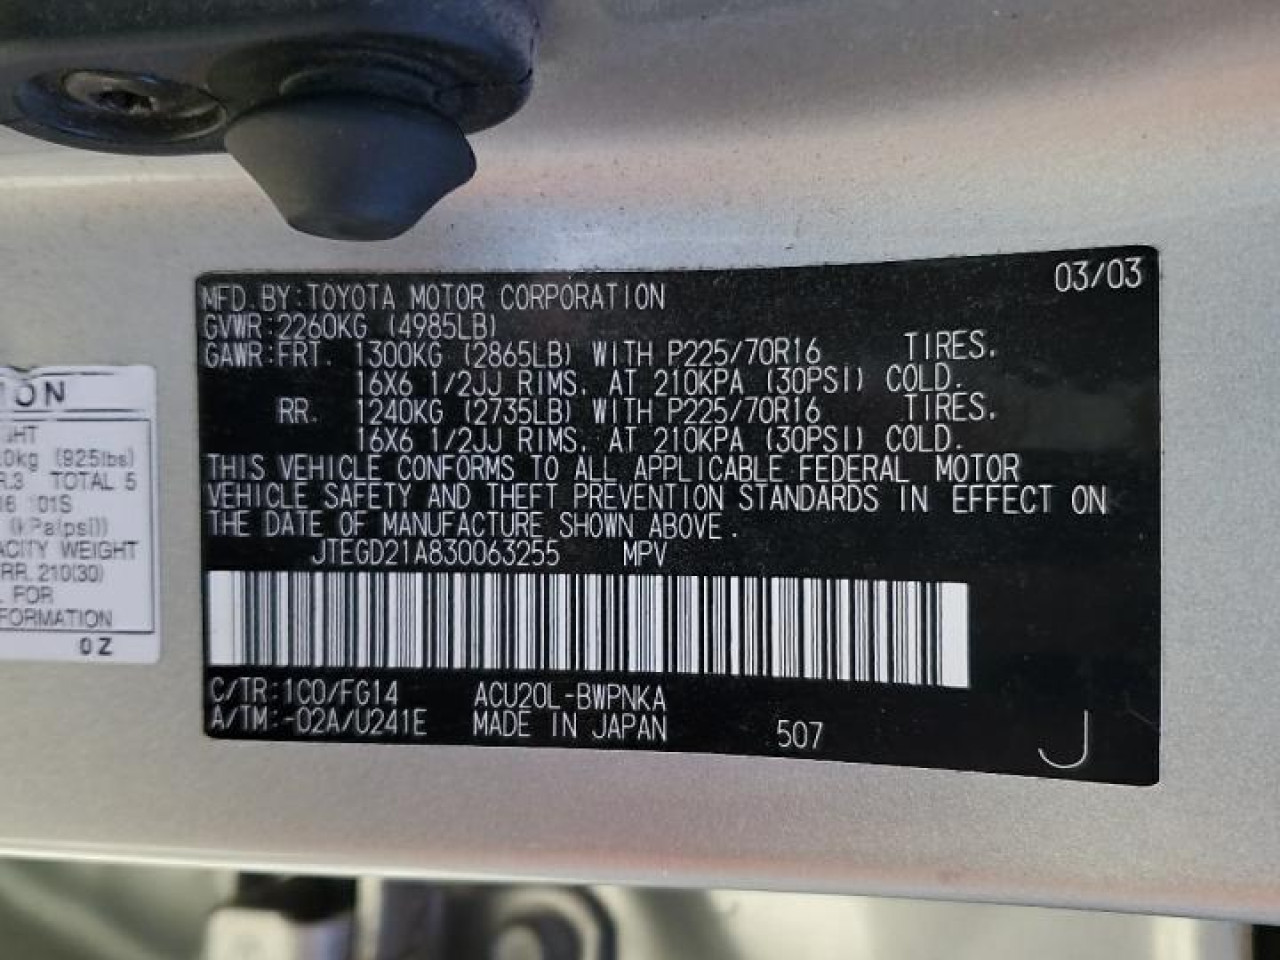 03/03
MFD. BY:TOYOTA MOTOR CORPORATION
GVWR:2260KG (4985LB)
GAWR:FRT. 1300KG (2865LB) WITH P225/70R16 TIRES.
16X6 1/2JJ RIMS. AT 210KPA (30PSI) COLD.
RR. 1240KG (2735LB) WITH P225/70R16 TIRES.
16X6 1/2JJ RIMS. AT 210KPA (30PSI) COLD.
THIS VEHICLE CONFORMS TO ALL APPLICABLE FEDERAL MOTOR
VEHICLE SAFETY AND THEFT PREVENTION STANDARDS IN EFFECT ON
THE DATE OF MANUFACTURE SHOWN ABOVE.
JTEGD21A830063255 MPV
C/TR:1C0/FG14 ACU20L-BWPNKA
A/TM:-02A/U241E MADE IN JAPAN 507 J
ION
(925lbs)
R.3 TOTAL 5
101S
(kPa(psi))
ACITY WEIGHT
RR. 210(30)
FOR
FORMATION
0Z